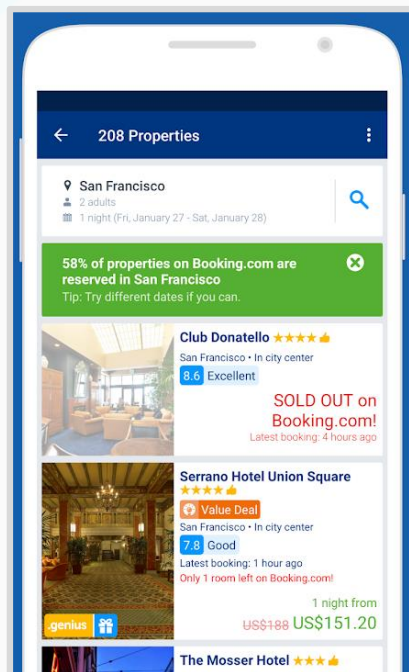 208 Properties
San Francisco
2 adults
1 night (Fri, January 27 - Sat, January 28)
58% of properties on Booking.com are
reserved in San Francisco
Tip: Try different dates if you can.
Club Donatello
San Francisco • In city center
8.6 Excellent
SOLD OUT on
Booking.com!
Latest booking: 4 hours ago
Serrano Hotel Union Square
Value Deal
San Francisco • In city center
7.8 Good
Latest booking: 1 hour ago
Only 1 room left on Booking.com!
.genius
1 night from
US$188 US$151.20
The Mosser Hotel